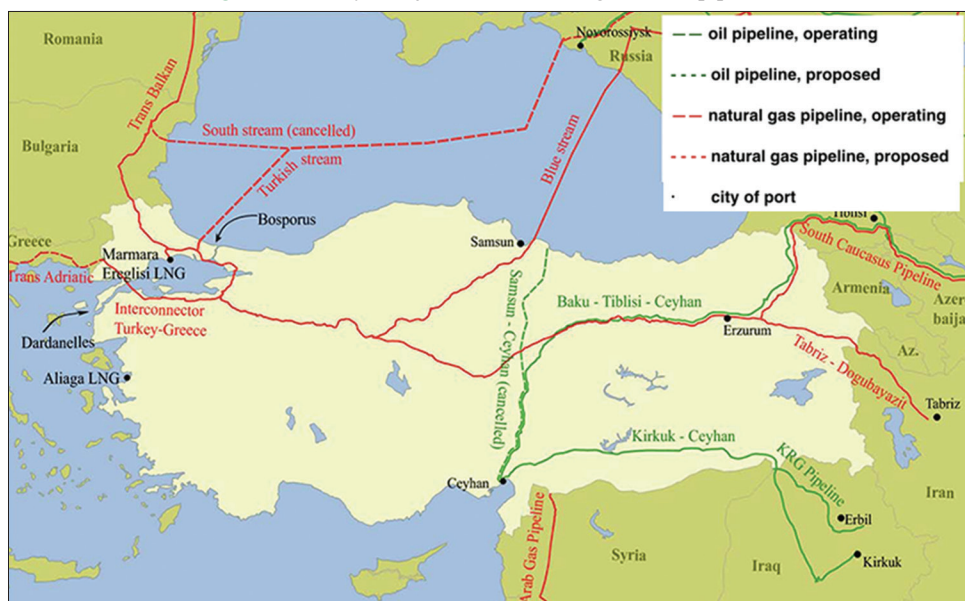 Romania
Novorossiysk
Russia
oil pipeline, operating
oil pipeline, proposed
natural gas pipeline, operating
natural gas pipeline, proposed
city of port
Trans Balkan
South stream (cancelled)
Turkish stream
Blue stream
Bulgaria
Bosporus
Tiblisi
South Caucasus Pipeline
Greece
Marmara
Ereglisi LNG
Samsun
Trans Adriatic
Armenia
Azer
baijan
Interconnector
Turkey-Greece
Samsun - Ceyhan (cancelled)
Baku - Tiblisi - Ceyhan
Erzurum
Dardanelles
Az.
Tabriz - Dogubayazit
Aliaga LNG
Tabriz
Kirkuk - Ceyhan
KRG Pipeline
Ceyhan
Iran
Arab Gas Pipeline
Erbil
Syria
Iraq
Kirkuk